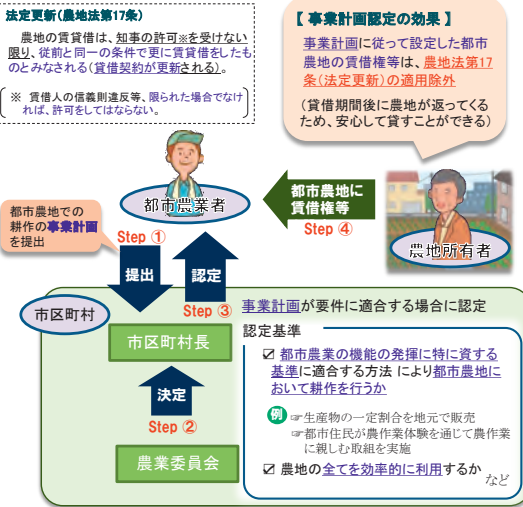 法定更新(農地法第17条)
農地の賃貸借は、知事の許可※を受けない
限り、従前と同一の条件で更に賃貸借をしたも
のとみなされる(賃貸契約が更新される)。
※ 賃借人の信義則違反等、限られた場合でなけ
れば、許可をしてはならない。
【 事業計画認定の効果 】
事業計画に従って設定した都市
農地の賃借権等は、農地法第17
条(法定更新)の適用除外
(貸借期間後に農地が返ってくる
ため、安心して貸すことができる)
都市農業者
都市農地に
賃借権等
Step ④
農地所有者
都市農地での
耕作の事業計画
を提出
Step ①
提出
認定
Step ③
事業計画が要件に適合する場合に認定
市区町村
市区町村長
決定
Step ②
農業委員会
認定基準
☑ 都市農業の機能の発揮に特に資する
基準に適合する方法 により都市農地に
おいて耕作を行うか
例 ☞生産物の一定割合を地元で販売
☞都市住民が農作業体験を通じて農作業
に親しむ取組を実施
☑ 農地の全てを効率的に利用するか
など